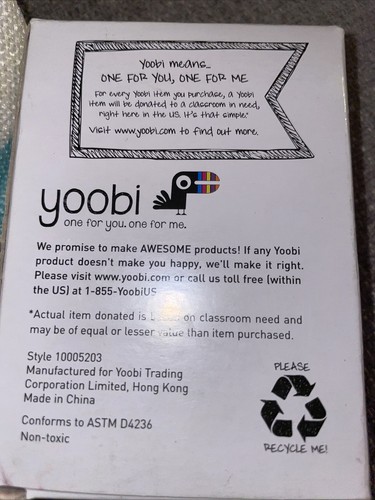 Yoobi means...
ONE FOR YOU, ONE FOR ME
For every Yoobi item you purchase, a Yoobi
item will be donated to a classroom in need,
right here in the US. It's that simple.*
Visit www.yoobi.com to find out more.
yoobi
one for you. one for me.
We promise to make AWESOME products! If any Yoobi
product doesn't make you happy, we'll make it right.
Please visit www.yoobi.com or call us toll free (within
the US) at 1-855-YoobiUS
*Actual item donated is on classroom need and
may be of equal or lesser value than item purchased.
Style 10005203
Manufactured for Yoobi Trading
Corporation Limited, Hong Kong
Made in China
Conforms to ASTM D4236
Non-toxic
PLEASE
RECYCLE ME!